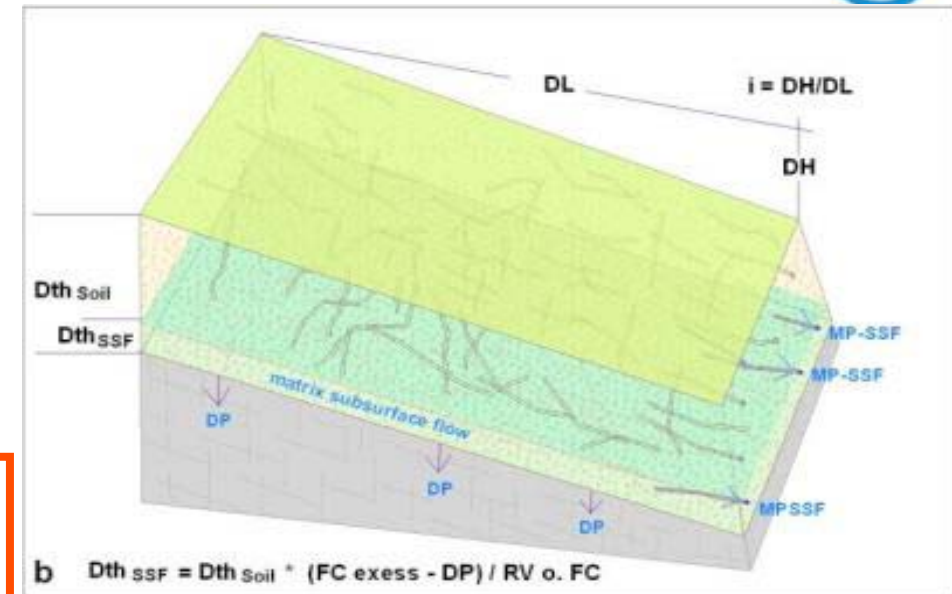 DL
i = DH/DL
DH
Dth Soil
Dth SSF
MP-SSF
MP-SSF
matrix subsurface flow
DP
DP
DP
MPSSF
b Dth SSF = Dth Soil * (FC exess - DP) / RV o. FC